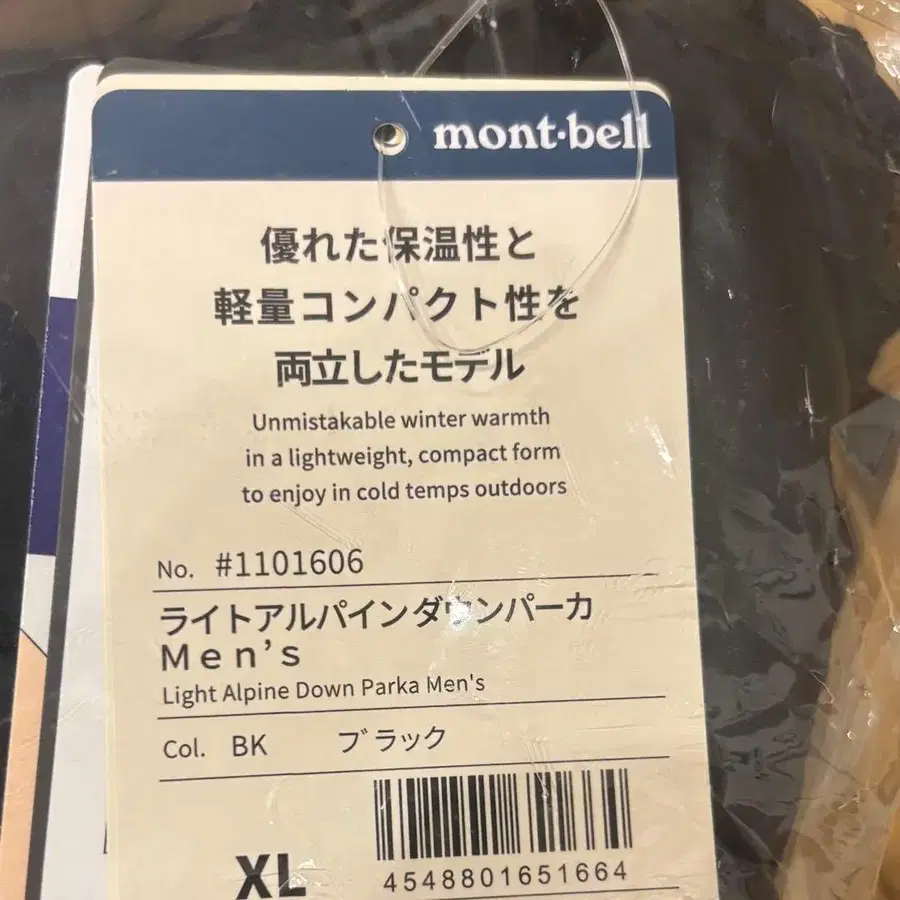 mont·bell
優れた保温性と
軽量コンパクト性を
両立したモデル
Unmistakable winter warmth
in a lightweight, compact form
to enjoy in cold temps outdoors
No. #1101606
ライトアルパインダウンパーカ
Men's
Light Alpine Down Parka Men's
Col. BK ブラック
XL
4548801651664